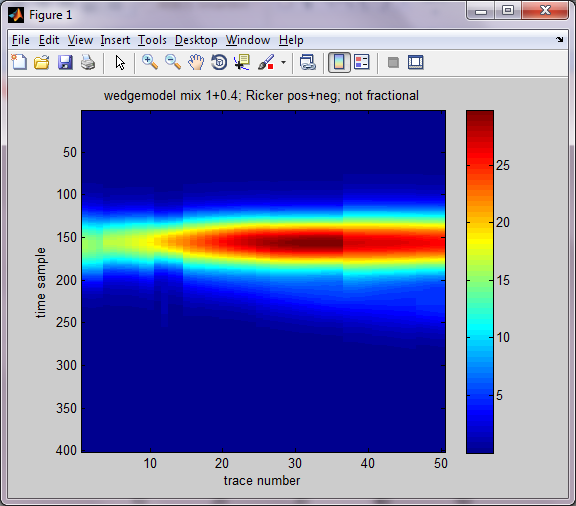 Figure 1
File Edit View Insert Tools Desktop Window Help
wedgemodel mix 1+0.4; Ricker pos+neg; not fractional
50
100
150
200
250
300
350
400
time sample
10 20 30 40 50
trace number
25
20
15
10
5